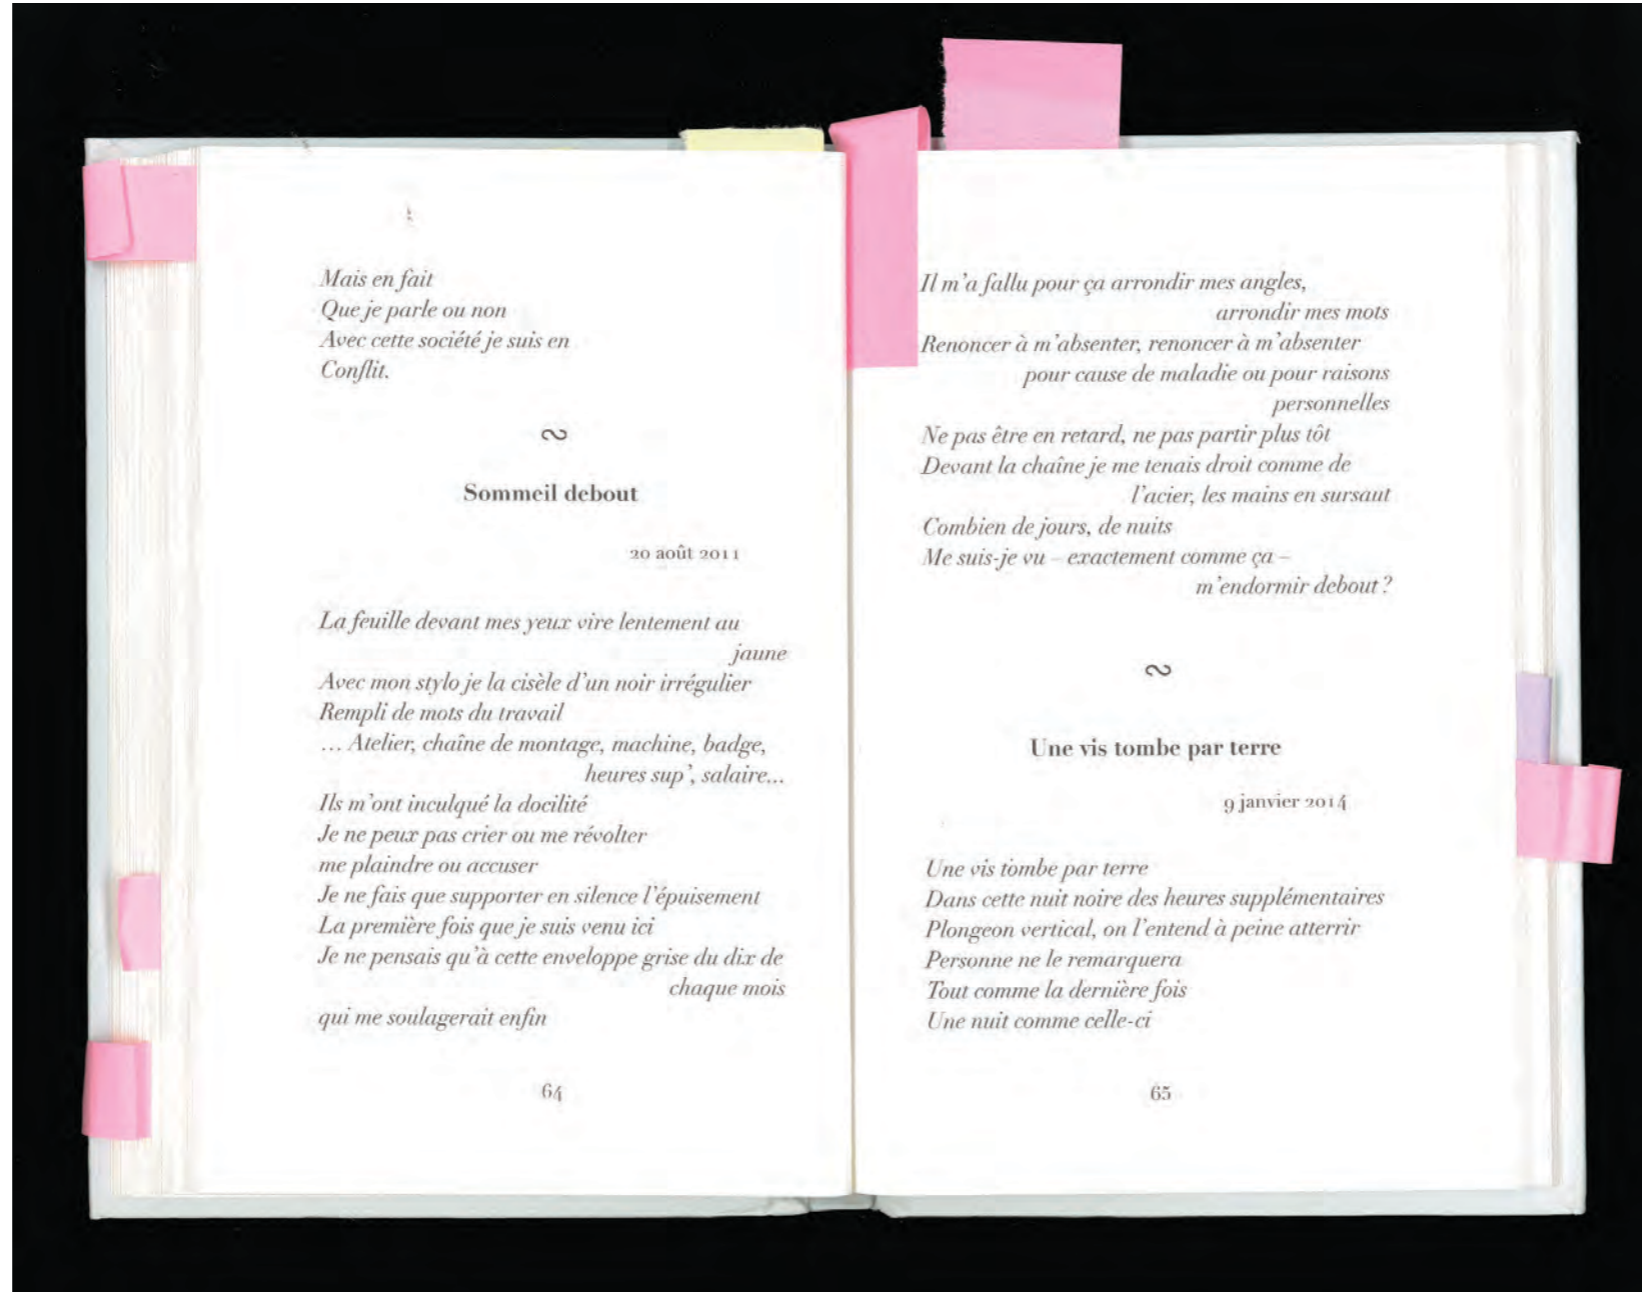 Mais en fait
Que je parle ou non
Avec cette société je suis en
Conflit.
Sommeil debout
20 août 2011
La feuille devant mes yeux vire lentement au
jaune
Avec mon stylo je la cisèle d'un noir irrégulier
Rempli de mots du travail
… Atelier, chaîne de montage, machine, badge,
heures sup', salaire...
Ils m'ont inculqué la docilité
Je ne peux pas crier ou me révolter
me plaindre ou accuser
Je ne fais que supporter en silence l'épuisement
La première fois que je suis venu ici
Je ne pensais qu'à cette enveloppe grise du dix de
chaque mois
qui me soulagerait enfin
64
Il m'a fallu pour ça arrondir mes angles,
arrondir mes mots
Renoncer à m'absenter, renoncer à m'absenter
pour cause de maladie ou pour raisons
personnelles
Ne pas être en retard, ne pas partir plus tôt
Devant la chaîne je me tenais droit comme de
l'acier, les mains en sursaut
Combien de jours, de nuits
Me suis-je vu – exactement comme ça –
m'endormir debout ?
Une vis tombe par terre
9 janvier 2014
Une vis tombe par terre
Dans cette nuit noire des heures supplémentaires
Plongeon vertical, on l'entend à peine atterrir
Personne ne le remarquera
Tout comme la dernière fois
Une nuit comme celle-ci
65